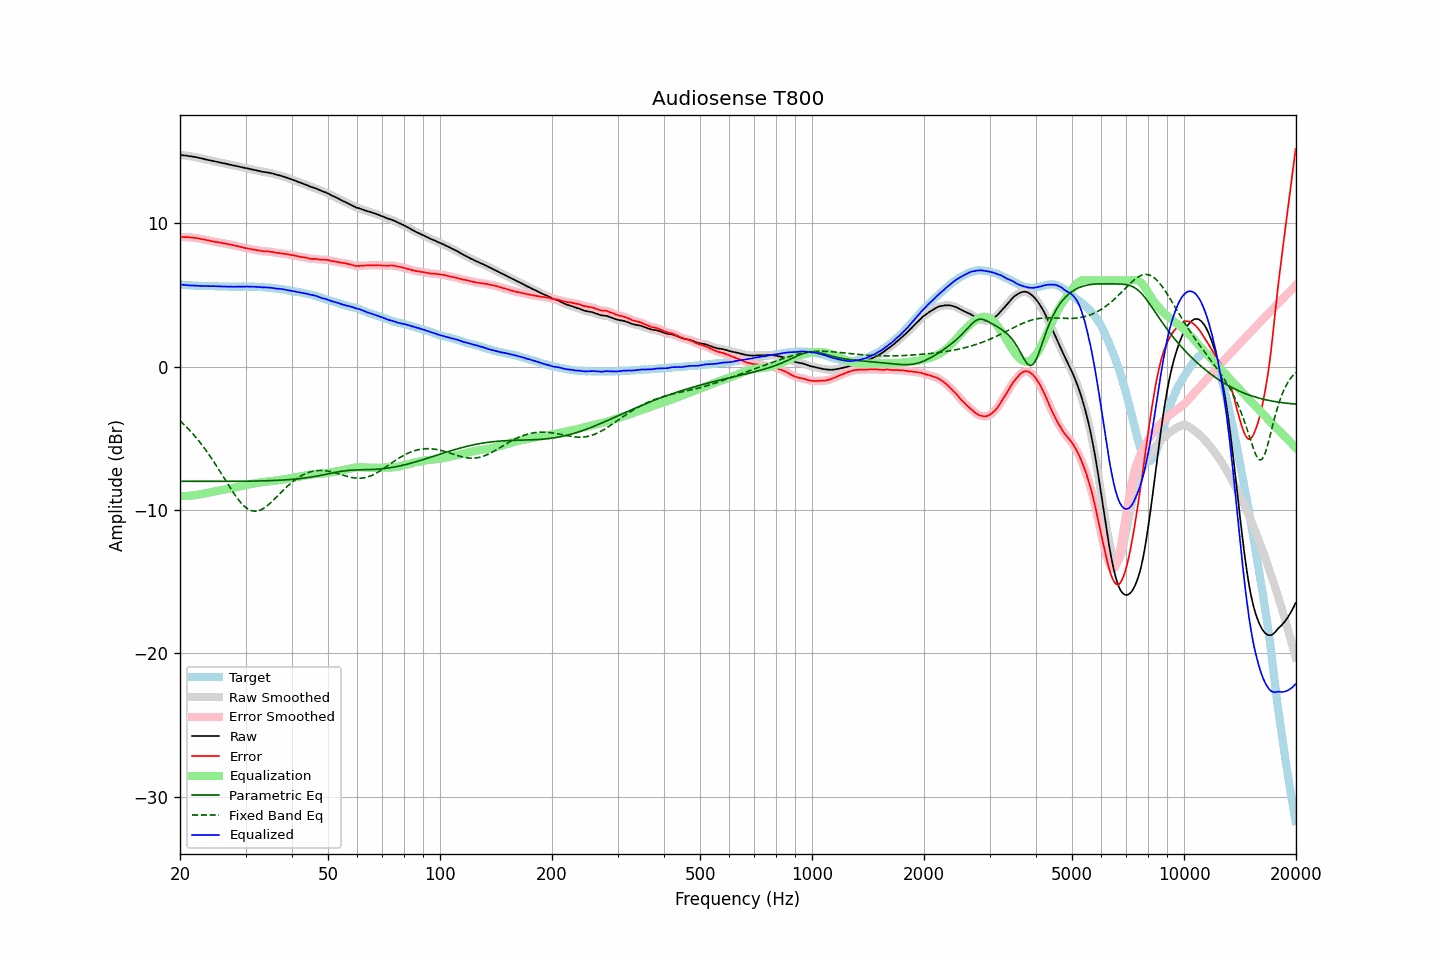 Audiosense T800
Amplitude (dBr)
10
0
−10
−20
−30
Target
Raw Smoothed
Error Smoothed
Raw
Error
Equalization
Parametric Eq
Fixed Band Eq
Equalized
20 50 100 200 500 1000 2000 5000 10000 20000
Frequency (Hz)